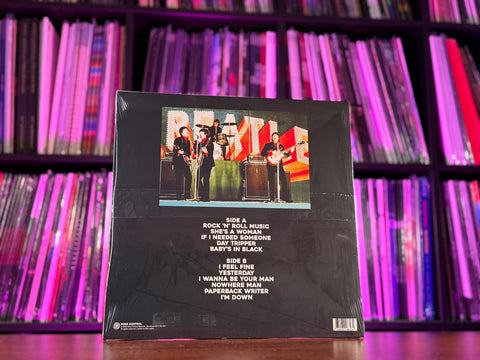 BEATLE
SIDE A
ROCK 'N' ROLL MUSIC
SHE'S A WOMAN
IF I NEEDED SOMEONE
DAY TRIPPER
BABY'S IN BLACK
SIDE B
I FEEL FINE
YESTERDAY
I WANNA BE YOUR MAN
NOWHERE MAN
PAPERBACK WRITER
I'M DOWN